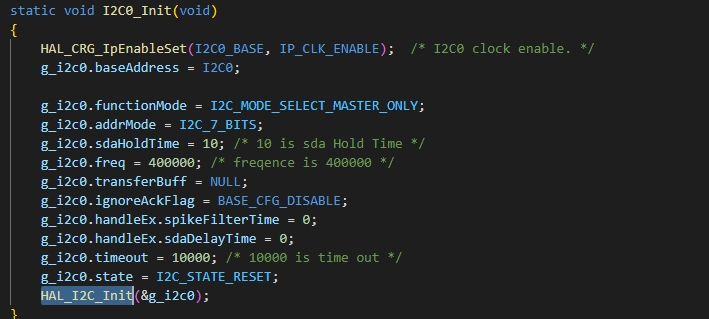 static void I2C0_Init(void)
{
    HAL_CRG_IpEnableSet(I2C0_BASE, IP_CLK_ENABLE);  /* I2C0 clock enable. */
    g_i2c0.baseAddress = I2C0;

    g_i2c0.functionMode = I2C_MODE_SELECT_MASTER_ONLY;
    g_i2c0.addrMode = I2C_7_BITS;
    g_i2c0.sdaHoldTime = 10; /* 10 is sda Hold Time */
    g_i2c0.freq = 400000; /* freqence is 400000 */
    g_i2c0.transferBuff = NULL;
    g_i2c0.ignoreAckFlag = BASE_CFG_DISABLE;
    g_i2c0.handleEx.spikeFilterTime = 0;
    g_i2c0.handleEx.sdaDelayTime = 0;
    g_i2c0.timeout = 10000; /* 10000 is time out */
    g_i2c0.state = I2C_STATE_RESET;
    HAL_I2C_Init(&g_i2c0);
}